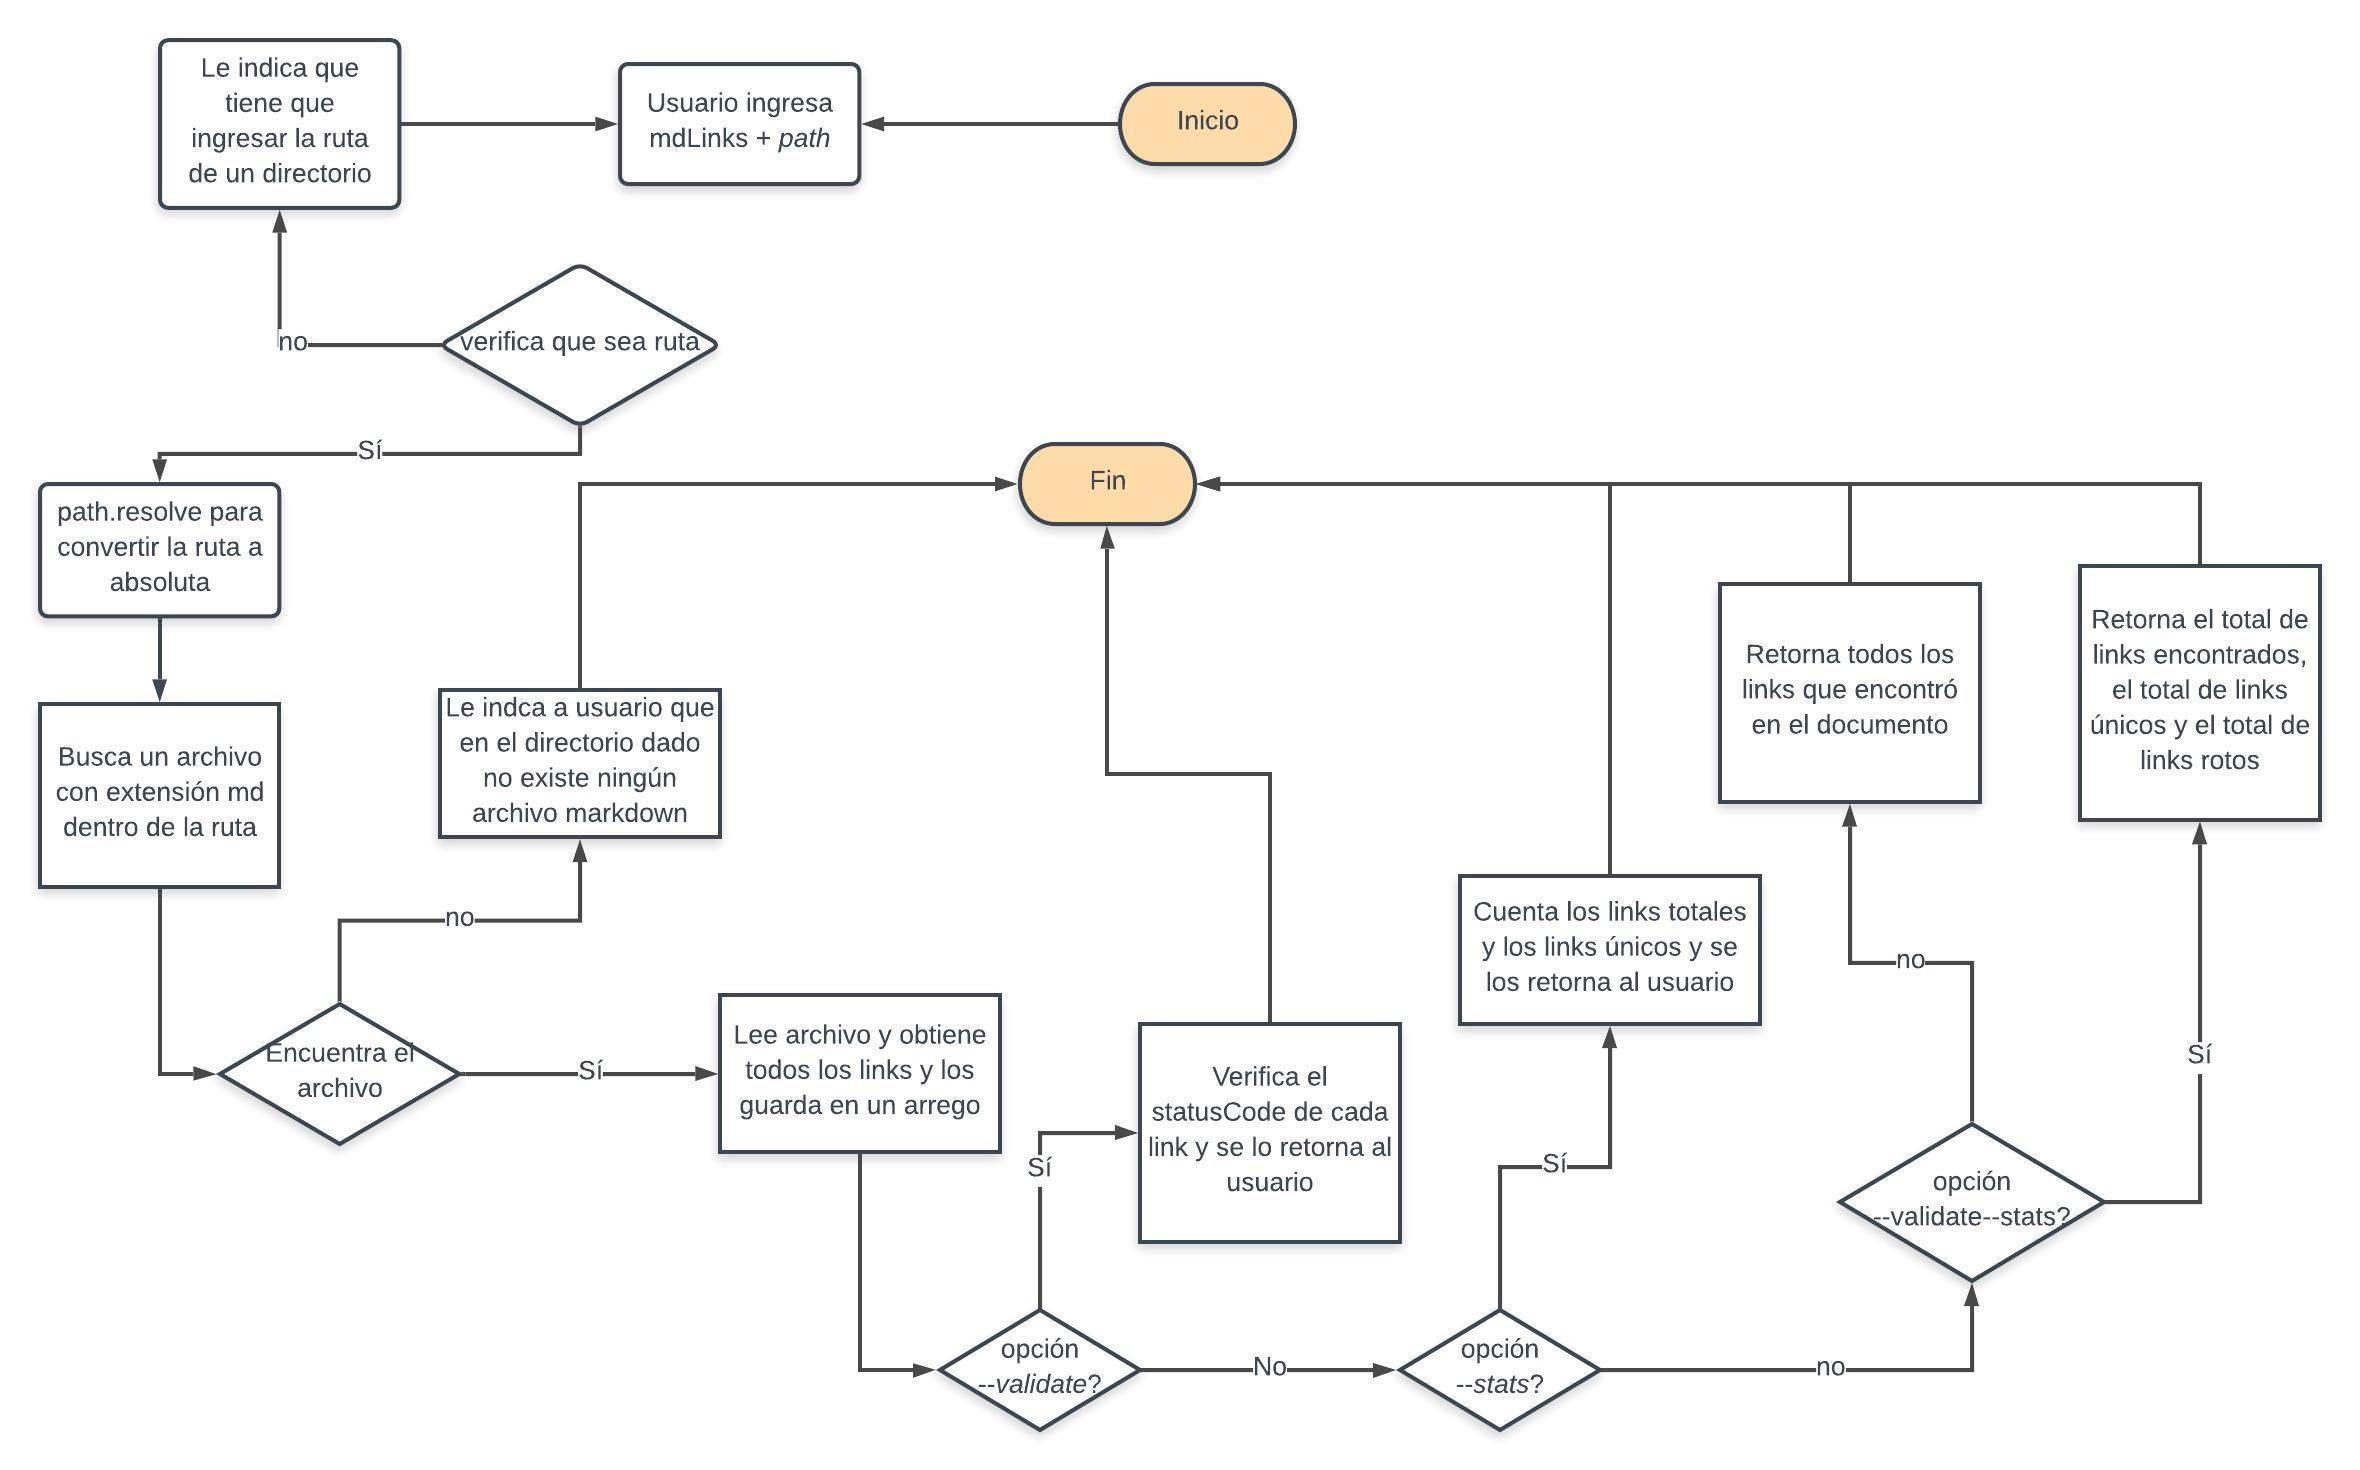 Le indica que
tiene que
ingresar la ruta
de un directorio
Usuario ingresa
mdLinks + path
Inicio
verifica que sea ruta
no
Sí
path.resolve para
convertir la ruta a
absoluta
Fin
Busca un archivo
con extensión md
dentro de la ruta
Le indca a usuario que
en el directorio dado
no existe ningún
archivo markdown
Retorna todos los
links que encontró
en el documento
Retorna el total de
links encontrados,
el total de links
únicos y el total de
links rotos
no
Encuentra el
archivo
Sí
Lee archivo y obtiene
todos los links y los
guarda en un arrego
Cuenta los links totales
y los links únicos y se
los retorna al usuario
no
Sí
Verifica el
statusCode de cada
link y se lo retorna al
usuario
Sí
Sí
opción
--validate--stats?
opción
--validate?
No
opción
--stats?
no